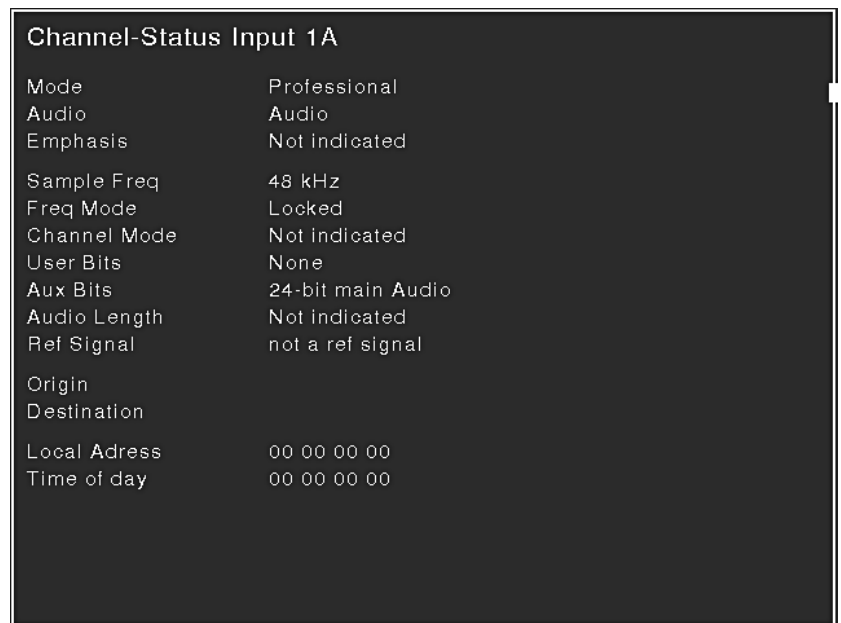 Channel-Status Input 1A
Mode Professional
Audio Audio
Emphasis Not indicated
Sample Freq 48 kHz
Freq Mode Locked
Channel Mode Not indicated
User Bits None
Aux Bits 24-bit main Audio
Audio Length Not indicated
Ref Signal not a ref signal
Origin
Destination
Local Adress 00 00 00 00
Time of day 00 00 00 00